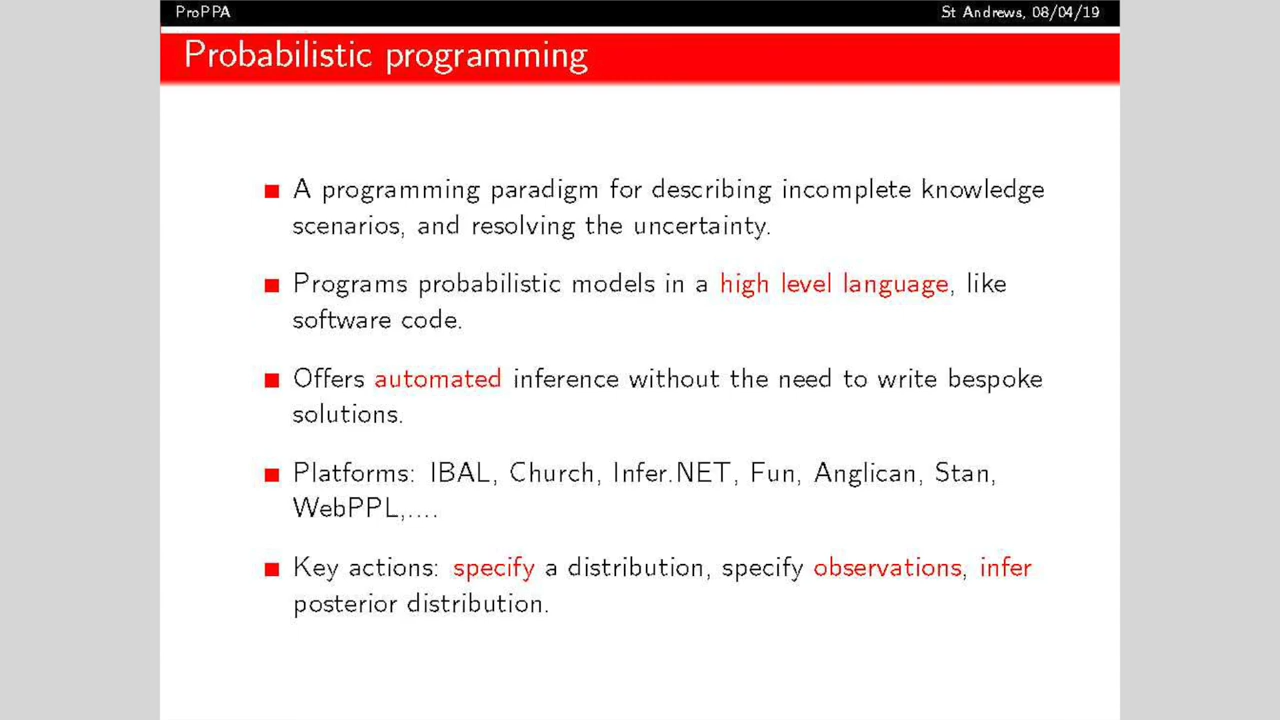 ProPPA
St Andrews, 08/04/19
Probabilistic programming
A programming paradigm for describing incomplete knowledge
scenarios, and resolving the uncertainty.
Programs probabilistic models in a high level language, like
software code.
Offers automated inference without the need to write bespoke
solutions.
Platforms: IBAL, Church, Infer.NET, Fun, Anglican, Stan,
WebPPL,....
Key actions: specify a distribution, specify observations, infer
posterior distribution.